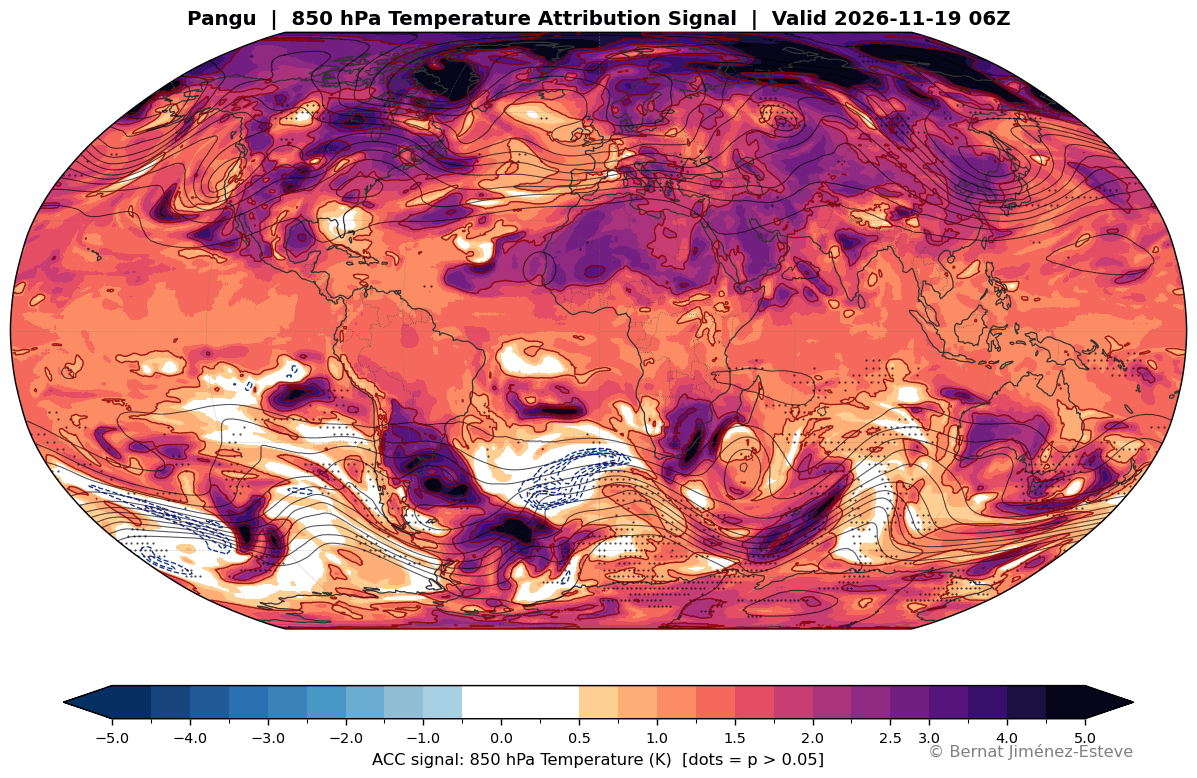 Pangu | 850 hPa Temperature Attribution Signal | Valid 2026-11-19 06Z
−5.0 −4.0 −3.0 −2.0 −1.0 0.0 0.5 1.0 1.5 2.0 2.5 3.0 4.0 5.0
ACC signal: 850 hPa Temperature (K) [dots = p > 0.05]
© Bernat Jiménez-Esteve